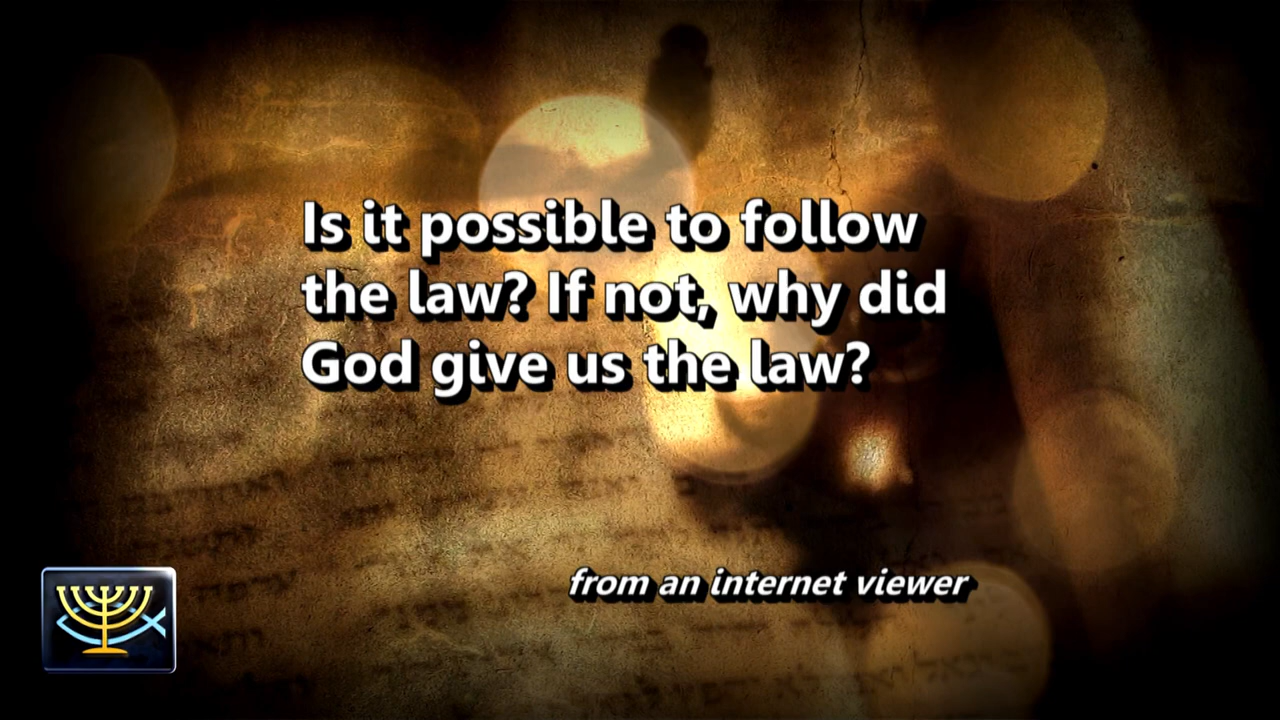 Is it possible to follow
the law? If not, why did
God give us the law?
from an internet viewer